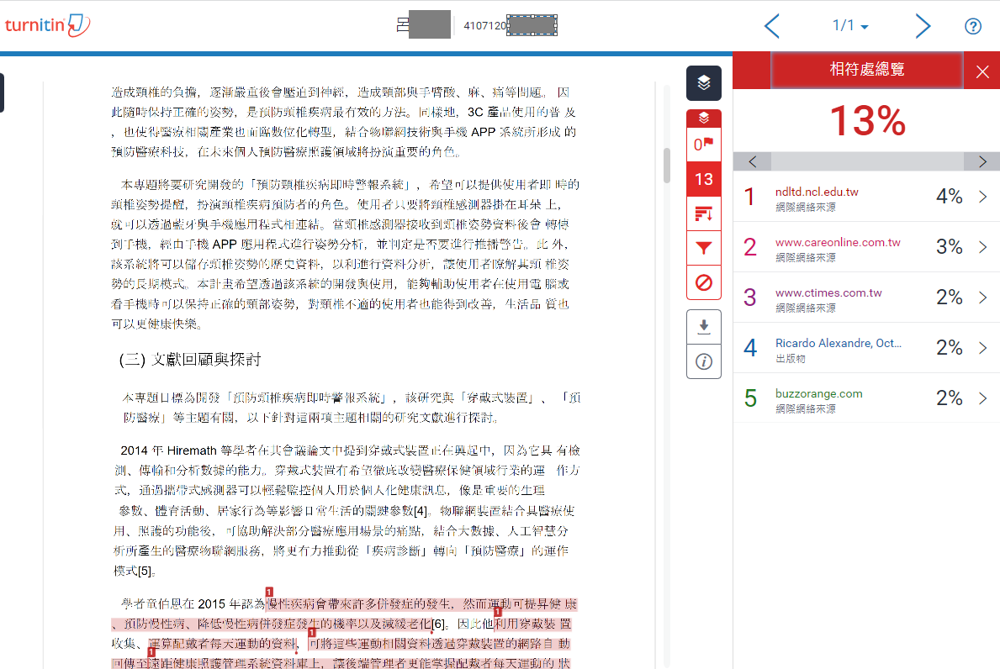 turnitin
呂
4107120
1/1
造成頸椎的負擔，逐漸嚴重後會壓迫到神經，造成頸部與手臂酸、麻、痛等問題。 因
此隨時保持正確的姿勢，是預防頸椎疾病最有效的方法。同樣地，3C 產品使用的普 及
，也使得醫療相關產業也面臨數位化轉型，結合物聯網技術與手機 APP 系統所形成 的
預防醫療科技，在未來個人預防醫療照護領域將扮演重要的角色。
本專題將要研究開發的「預防頸椎疾病即時警報系統」，希望可以提供使用者即 時的
頸椎姿勢提醒，扮演頸椎疾病預防者的角色。使用者只要將頸椎感測器掛在耳朵 上，
就可以透過藍牙與手機應用程式相連結。當頸椎感測器接收到頸椎姿勢資料後會 轉傳
到手機，經由手機 APP 應用程式進行姿勢分析，並判定是否要進行推播警告。此 外，
該系統將可以儲存頸椎姿勢的歷史資料，以利進行資料分析，讓使用者瞭解其頸 椎姿
勢的長期模式。本計畫希望透過該系統的開發與使用，能夠輔助使用者在使用電 腦或
看手機時可以保持正確的頸部姿勢，對頸椎不適的使用者也能得到改善，生活品 質也
可以更健康快樂。
(三) 文獻回顧與探討
本專題目標為開發「預防頸椎疾病即時警報系統」，該研究與「穿戴式裝置」、 「預
防醫療」等主題有關，以下針對這兩項主題相關的研究文獻進行探討。
2014 年 Hiremath 等學者在其會議論文中提到穿戴式裝置正在興起中，因為它具 有檢
測、傳輸和分析數據的能力。穿戴式裝置有希望徹底改變醫療保健領域行業的運 作方
式，通過攜帶式感測器可以輕鬆監控個人用於個人化健康訊息，像是重要的生理
參數、體育活動、居家行為等影響日常生活的關鍵參數[4]。物聯網裝置結合具醫療使
用、照護的功能後，可協助解決部分醫療應用場景的痛點，結合大數據、人工智慧分
析所產生的醫療物聯網服務，將更有力推動從「疾病診斷」轉向「預防醫療」的運作
模式[5]。
1
學者童伯恩在 2015 年認為慢性疾病會帶來許多併發症的發生，然而運動可提昇健 康
1
、預防慢性病、降低慢性病併發症發生的機率以及減緩老化[6]。因此他利用穿戴裝 置
1
收集、運算配戴者每天運動的資料，可將這些運動相關資料透過穿戴裝置的網路自 動
1
回傳至遠距健康照護管理系統資料庫上，讓後端管理者更能掌握配戴者每天運動的 狀
0
13
相符處總覽
13%
1 ndltd.ncl.edu.tw 4%
網際網絡來源
2 www.careonline.com.tw 3%
網際網絡來源
3 www.ctimes.com.tw 2%
網際網絡來源
4 Ricardo Alexandre, Oct... 2%
出版物
5 buzzorange.com 2%
網際網絡來源